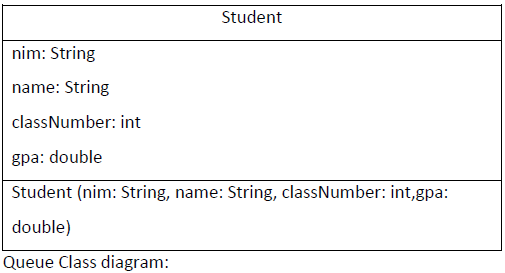 Student
nim: String
name: String
classNumber: int
gpa: double
Student (nim: String, name: String, classNumber: int,gpa:
double)
Queue Class diagram: